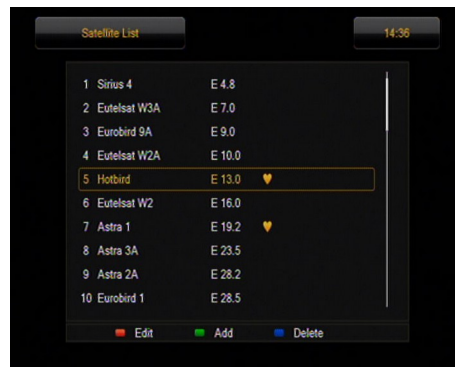 Satellite List 14:36
1 Sirius 4 E 4.8
2 Eutelsat W3A E 7.0
3 Eurobird 9A E 9.0
4 Eutelsat W2A E 10.0
5 Hotbird E 13.0
6 Eutelsat W2 E 16.0
7 Astra 1 E 19.2
8 Astra 3A E 23.5
9 Astra 2A E 28.2
10 Eurobird 1 E 28.5
Edit Add Delete